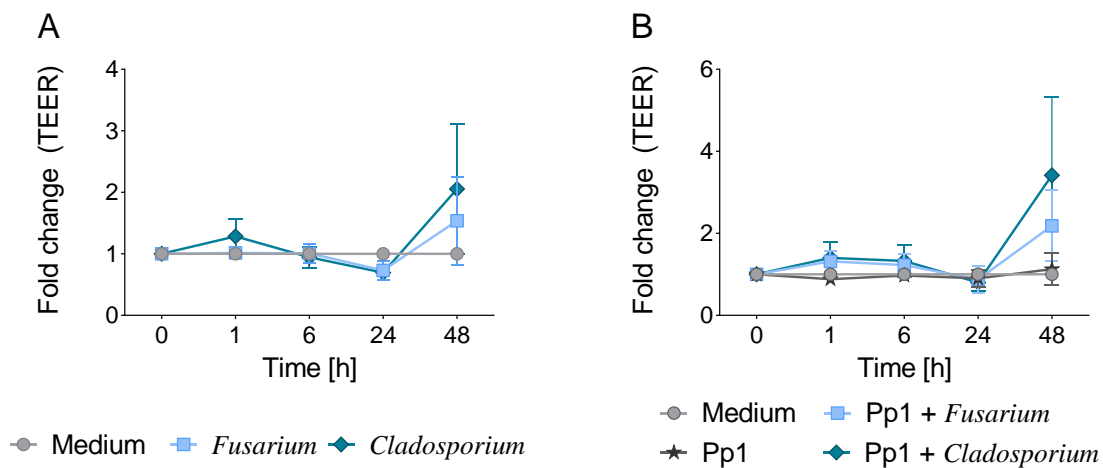 A
Fold change (TEER)
4
3
2
1
0
0 1 6 24 48
Time [h]
Medium Fusarium Cladosporium
B
Fold change (TEER)
6
4
2
0
0 1 6 24 48
Time [h]
Medium Pp1 + Fusarium
Pp1 Pp1 + Cladosporium